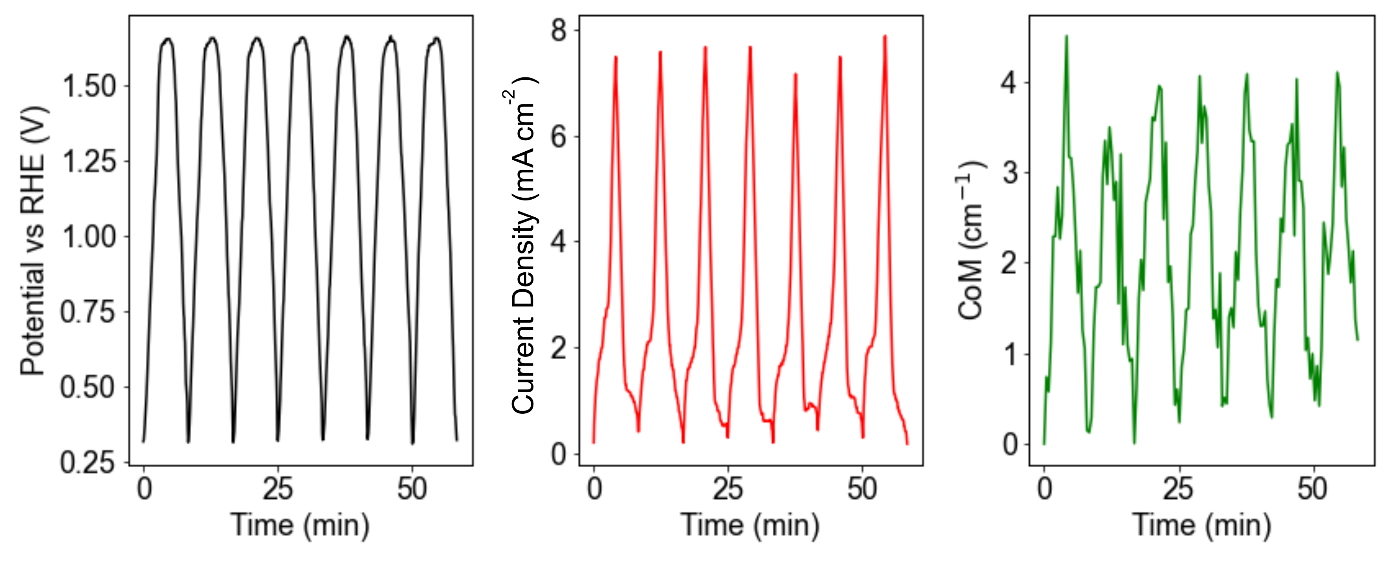 Potential vs RHE (V)
1.50
1.25
1.00
0.75
0.50
0.25
0 25 50
Time (min)
Current Density (mA cm⁻²)
8
6
4
2
0
0 25 50
Time (min)
CoM (cm⁻¹)
4
3
2
1
0
0 25 50
Time (min)